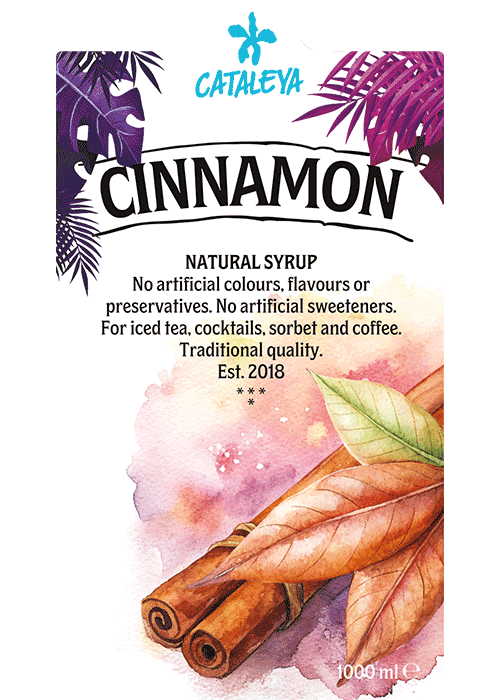 CATALEYA
CINNAMON
NATURAL SYRUP
No artificial colours, flavours or
preservatives. No artificial sweeteners.
For iced tea, cocktails, sorbet and coffee.
Traditional quality.
Est. 2018
* * *
*
1000 ml ℮